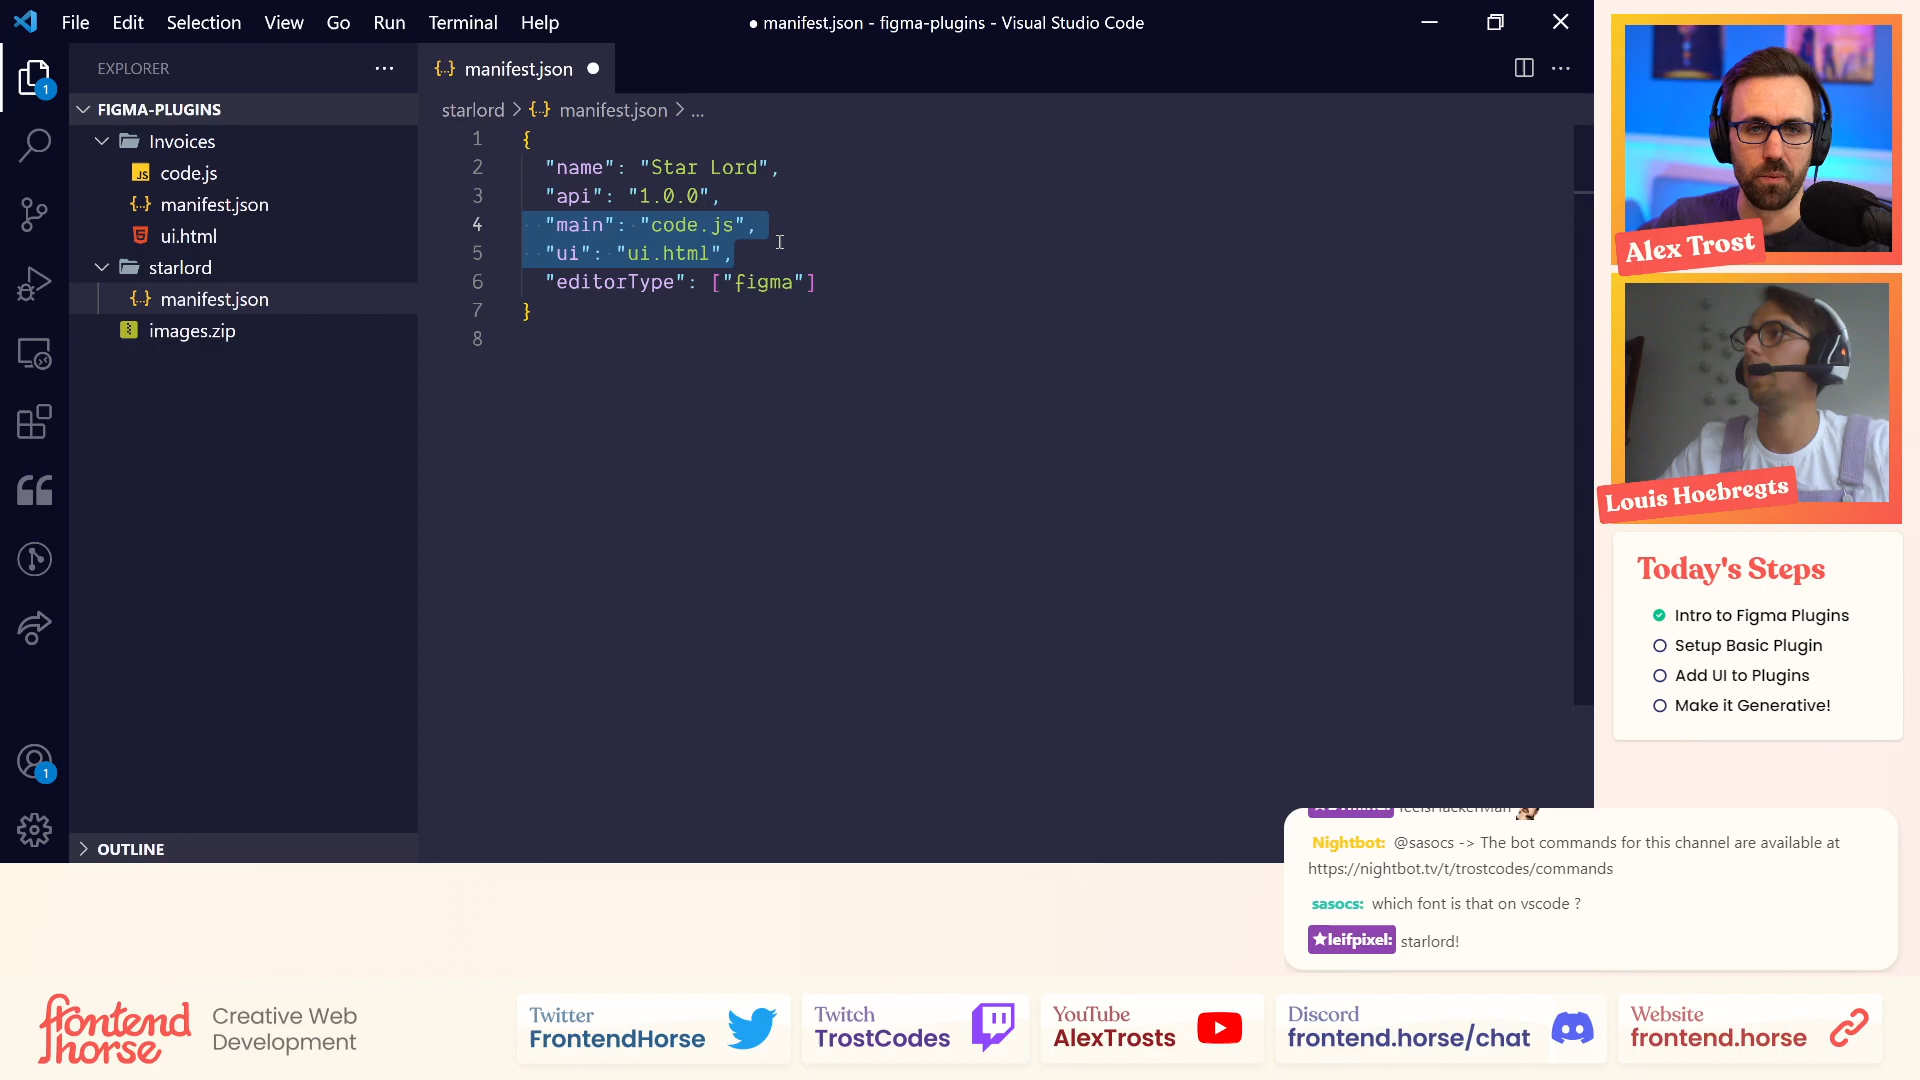 File Edit Selection View Go Run Terminal Help
● manifest.json - figma-plugins - Visual Studio Code
EXPLORER
1
FIGMA-PLUGINS
Invoices
JS code.js
{..} manifest.json
ui.html
starlord
{..} manifest.json
images.zip
OUTLINE
1
{..} manifest.json
starlord > {..} manifest.json > ...
1 {
2 "name": "Star Lord",
3 "api": "1.0.0",
4 "main": "code.js",
5 "ui": "ui.html",
6 "editorType": ["figma"]
7 }
8
Alex Trost
Louis Hoebregts
Today's Steps
Intro to Figma Plugins
Setup Basic Plugin
Add UI to Plugins
Make it Generative!
Nightbot: @sasocs -> The bot commands for this channel are available at
https://nightbot.tv/t/trostcodes/commands
sasocs: which font is that on vscode ?
★leifpixel: starlord!
frontend
horse
Creative Web
Development
Twitter
FrontendHorse
Twitch
TrostCodes
YouTube
AlexTrosts
Discord
frontend.horse/chat
Website
frontend.horse